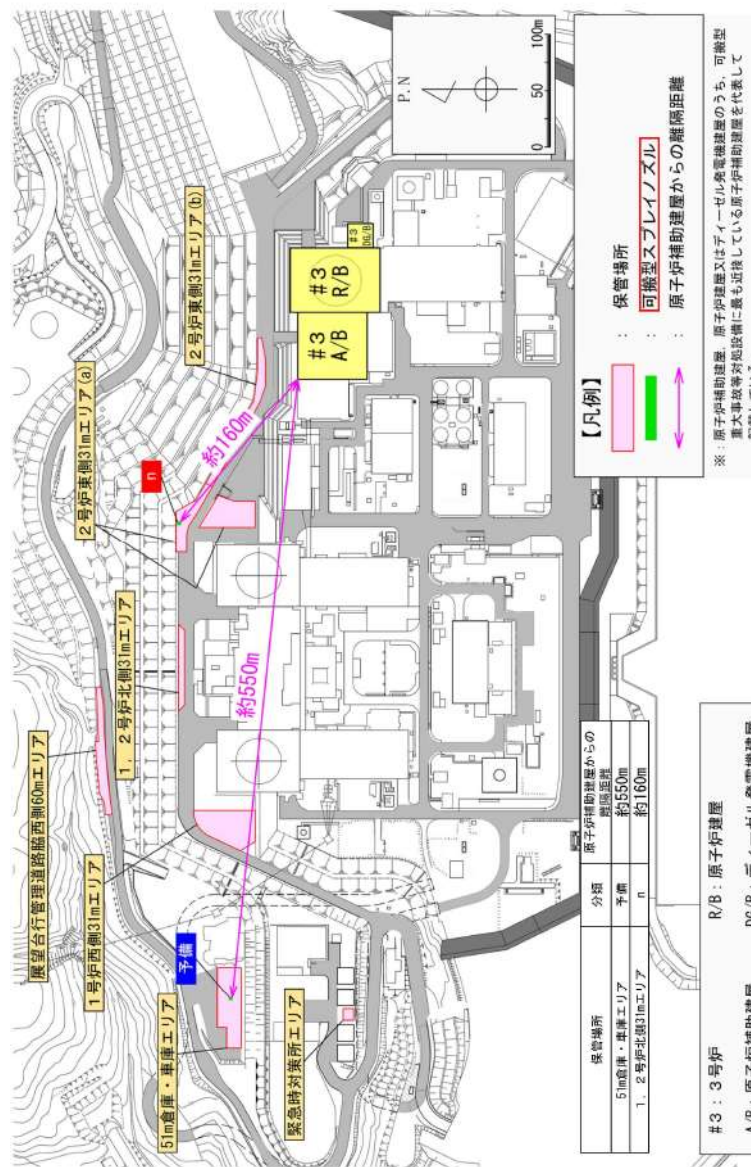 展望台行管理道路脇西側60mエリア
1号炉西側31mエリア
51m倉庫・車庫エリア
予備
緊急時対策所エリア
1，2号炉北側31mエリア
2号炉東側31mエリア(a)
2号炉東側31mエリア(b)
n
約160m
約550m
#3
A/B
#3
R/B
#3
DG/B
P.N
0 50 100m
【凡例】
： 保管場所
： 可搬型スプレイノズル
： 原子炉補助建屋からの離隔距離
※：原子炉補助建屋，原子炉建屋又はディーゼル発電機建屋のうち，可搬型
重大事故等対処設備に最も近接している原子炉補助建屋を代表して
保管場所 分類 原子炉補助建屋からの
離隔距離
51m倉庫・車庫エリア 予備 約550m
1，2号炉北側31mエリア n 約160m
#3：3号炉 R/B：原子炉建屋
A/B：原子炉補助建屋 DG/B：ディーゼル発電機建屋